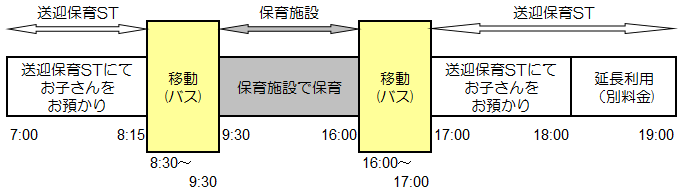 送迎保育ST
保育施設
送迎保育ST
送迎保育STにて
お子さんを
お預かり
移動
(バス)
保育施設で保育
移動
(バス)
送迎保育STにて
お子さんを
お預かり
延長利用
(別料金)
7:00
8:15
9:30
16:00
17:00
18:00
19:00
8:30～
9:30
16:00～
17:00